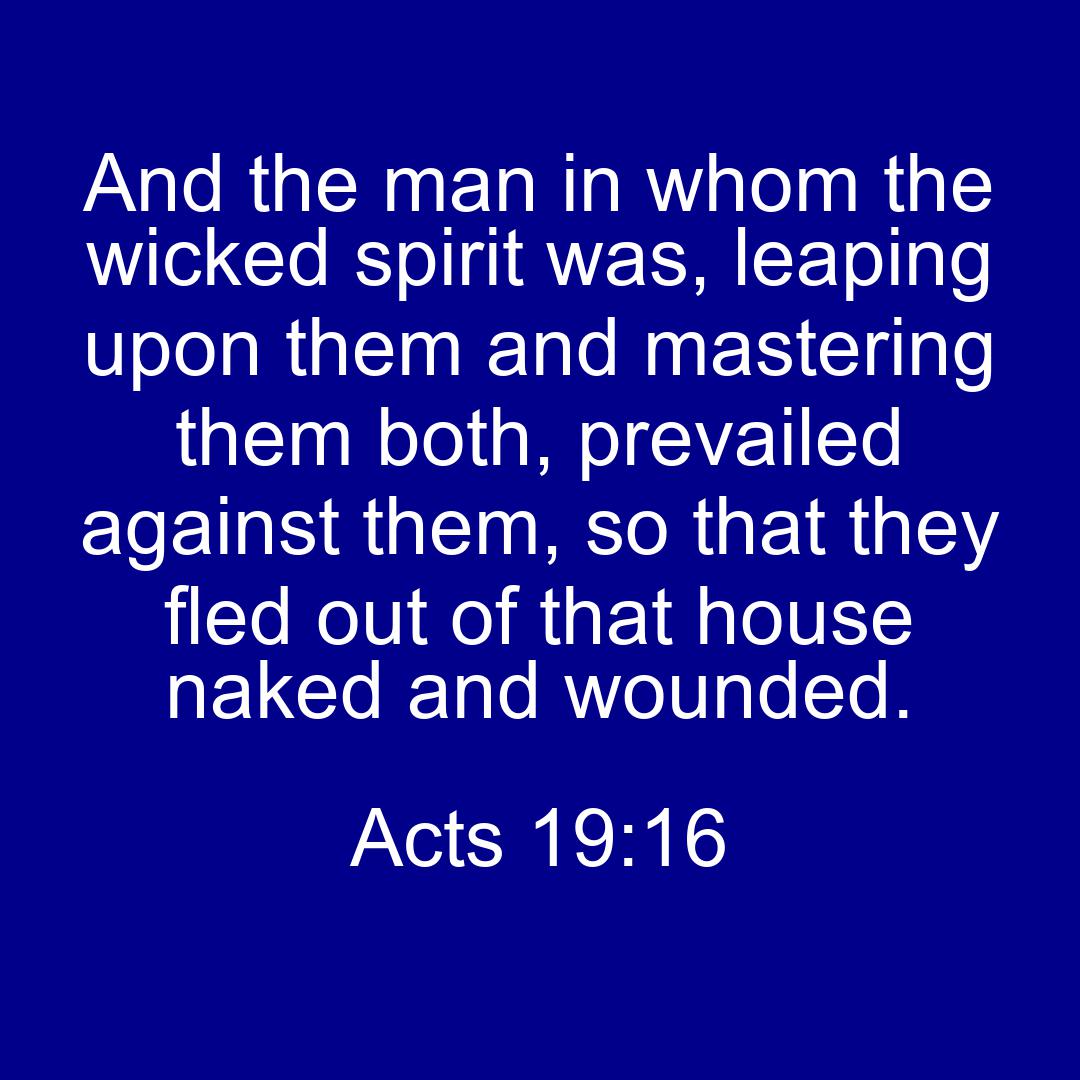 And the man in whom the
wicked spirit was, leaping
upon them and mastering
them both, prevailed
against them, so that they
fled out of that house
naked and wounded.
Acts 19:16